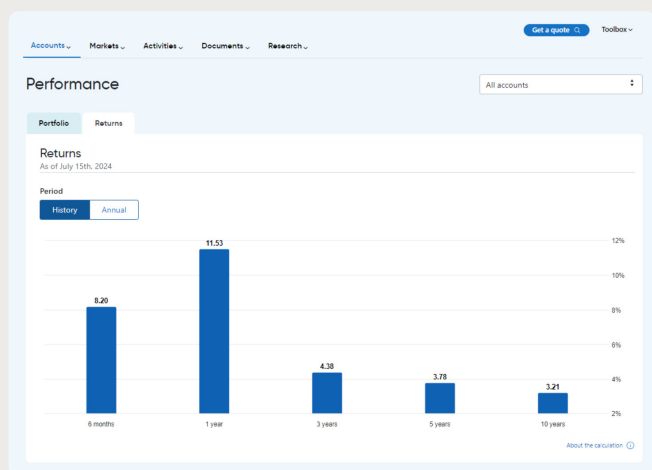 Get a quote Toolbox
Accounts Markets Activities Documents Research
Performance
All accounts
Portfolio Returns
Returns
As of July 15th, 2024
Period
History Annual
12%
10%
8%
6%
4%
2%
8.20
11.53
4.38
3.78
3.21
6 months 1 year 3 years 5 years 10 years
About the calculation